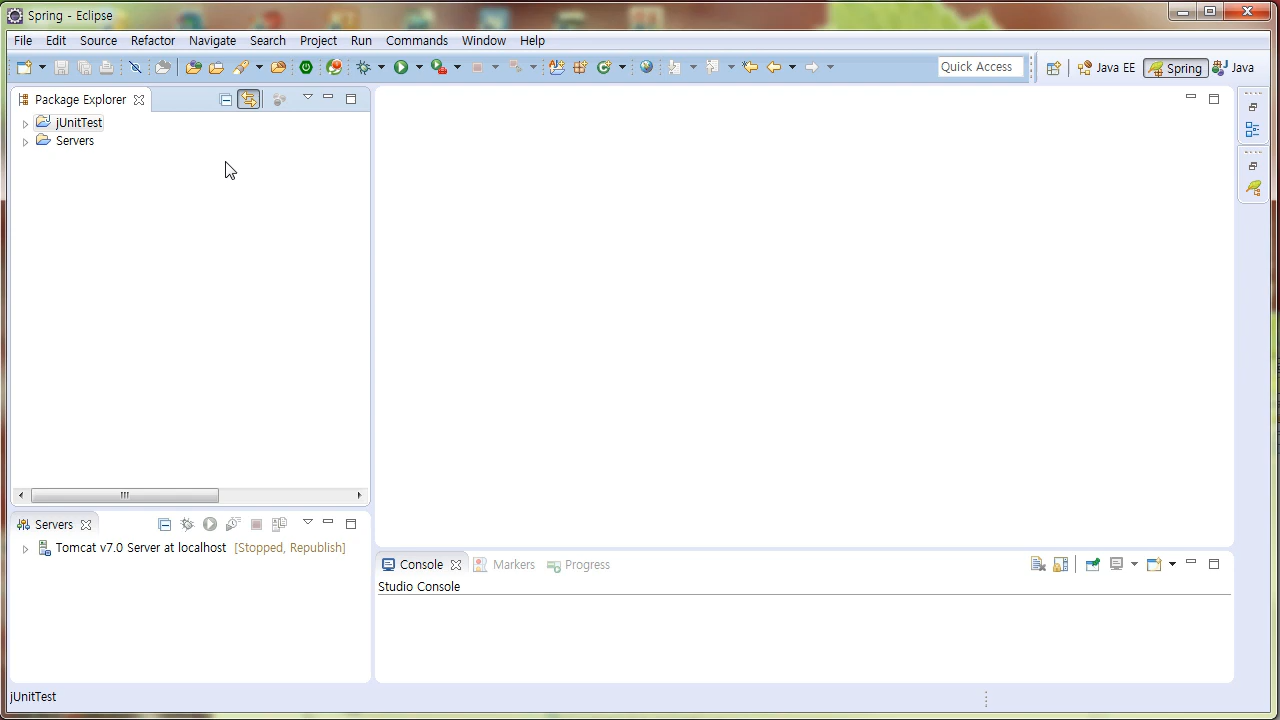 Spring - Eclipse
File Edit Source Refactor Navigate Search Project Run Commands Window Help
Quick Access Java EE Spring Java
Package Explorer
jUnitTest
Servers
Servers
Tomcat v7.0 Server at localhost [Stopped, Republish]
Console Markers Progress
Studio Console
jUnitTest